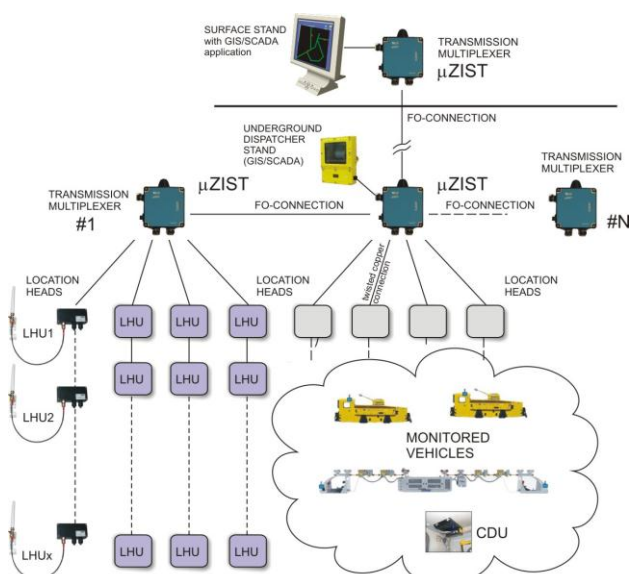 SURFACE STAND
with GIS/SCADA
application
TRANSMISSION
MULTIPLEXER
µZIST
FO-CONNECTION
UNDERGROUND
DISPATCHER
STAND
(GIS/SCADA)
µZIST
µZIST
TRANSMISSION
MULTIPLEXER
#1
FO-CONNECTION
FO-CONNECTION
TRANSMISSION
MULTIPLEXER
#N
LOCATION
HEADS
LOCATION
HEADS
twisted copper
connection
LOCATION
HEADS
LHU1
LHU LHU LHU
LHU2
LHU LHU LHU
MONITORED
VEHICLES
CDU
LHUx
LHU LHU LHU